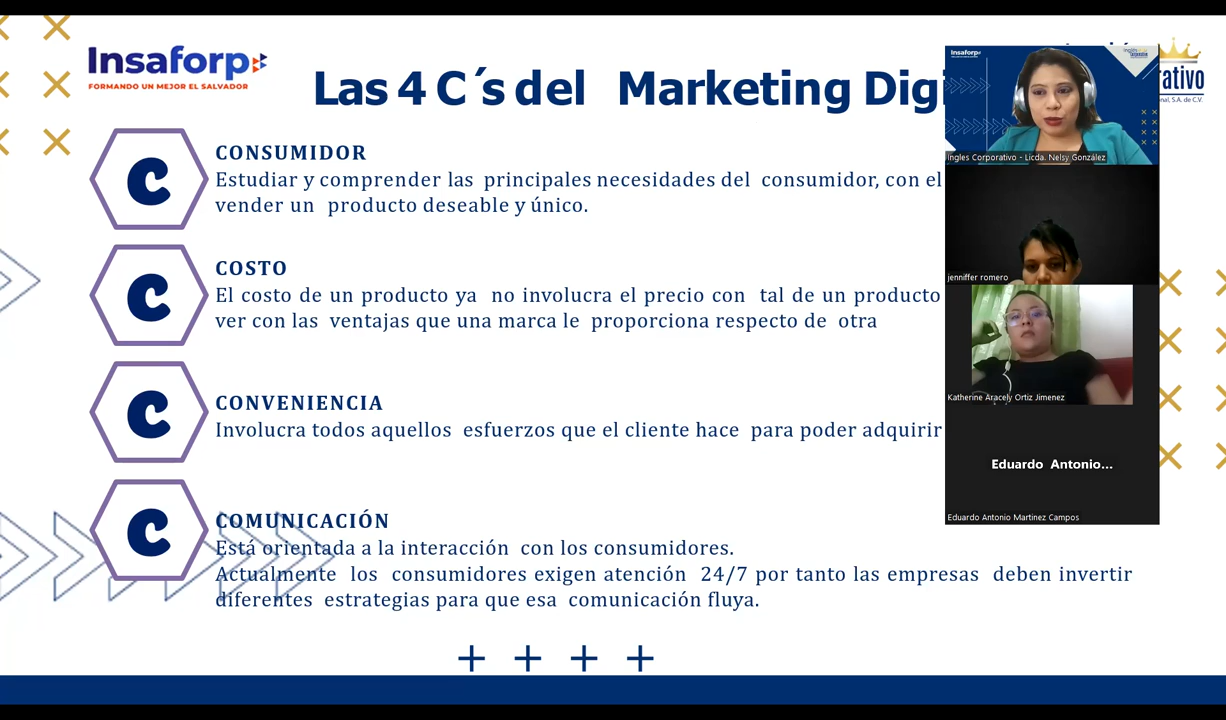 Insaforp
FORMANDO UN MEJOR EL SALVADOR
Las 4 C´s del Marketing Digi
rativo
nal, S.A. de C.V.
C
CONSUMIDOR
Estudiar y comprender las principales necesidades del consumidor, con el
vender un producto deseable y único.
C
COSTO
El costo de un producto ya no involucra el precio con tal de un producto
ver con las ventajas que una marca le proporciona respecto de otra
C
CONVENIENCIA
Involucra todos aquellos esfuerzos que el cliente hace para poder adquirir
C
COMUNICACIÓN
Está orientada a la interacción con los consumidores.
Actualmente los consumidores exigen atención 24/7 por tanto las empresas deben invertir
diferentes estrategias para que esa comunicación fluya.
Insaforp
Ingles Corporativo - Licda. Nelsy González
jenniffer romero
Katherine Aracely Ortiz Jimenez
Eduardo Antonio...
Eduardo Antonio Martinez Campos